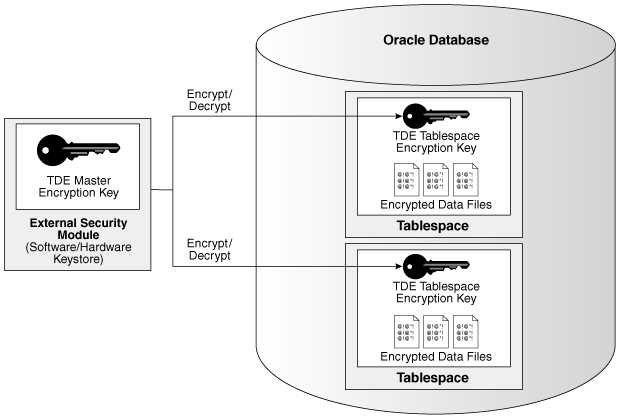 Oracle Database
Encrypt/
Decrypt
TDE Master
Encryption Key
External Security
Module
(Software/Hardware
Keystore)
Encrypt/
Decrypt
TDE Tablespace
Encryption Key
@!@*!
@!@*!
@!@*!
@!@*!
@!@*!
@!@*!
@!@*!
@!@*!
@!@*!
Encrypted Data Files
Tablespace
TDE Tablespace
Encryption Key
@!@*!
@!@*!
@!@*!
@!@*!
@!@*!
@!@*!
@!@*!
@!@*!
@!@*!
Encrypted Data Files
Tablespace